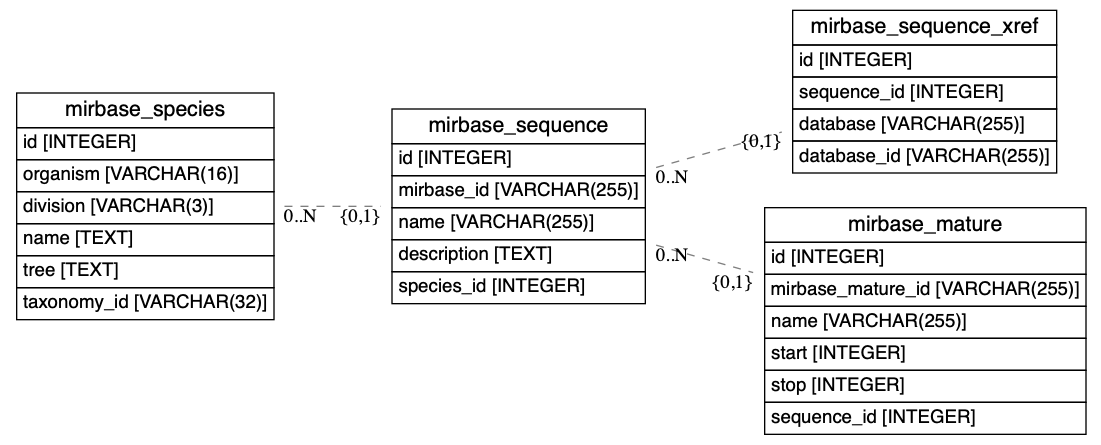 mirbase_species
id [INTEGER]
organism [VARCHAR(16)]
division [VARCHAR(3)]
name [TEXT]
tree [TEXT]
taxonomy_id [VARCHAR(32)]
0..N
{0,1}
mirbase_sequence
id [INTEGER]
mirbase_id [VARCHAR(255)]
name [VARCHAR(255)]
description [TEXT]
species_id [INTEGER]
0..N
{0,1}
0..N
{0,1}
mirbase_sequence_xref
id [INTEGER]
sequence_id [INTEGER]
database [VARCHAR(255)]
database_id [VARCHAR(255)]
mirbase_mature
id [INTEGER]
mirbase_mature_id [VARCHAR(255)]
name [VARCHAR(255)]
start [INTEGER]
stop [INTEGER]
sequence_id [INTEGER]